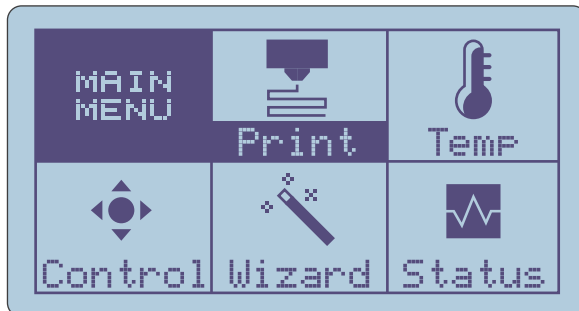 MAIN
MENU
Print
Temp
Control
Wizard
Status